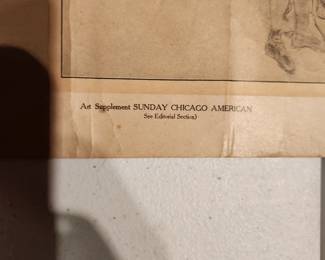 Art Supplement SUNDAY CHICAGO AMERICAN
See Editorial Section)